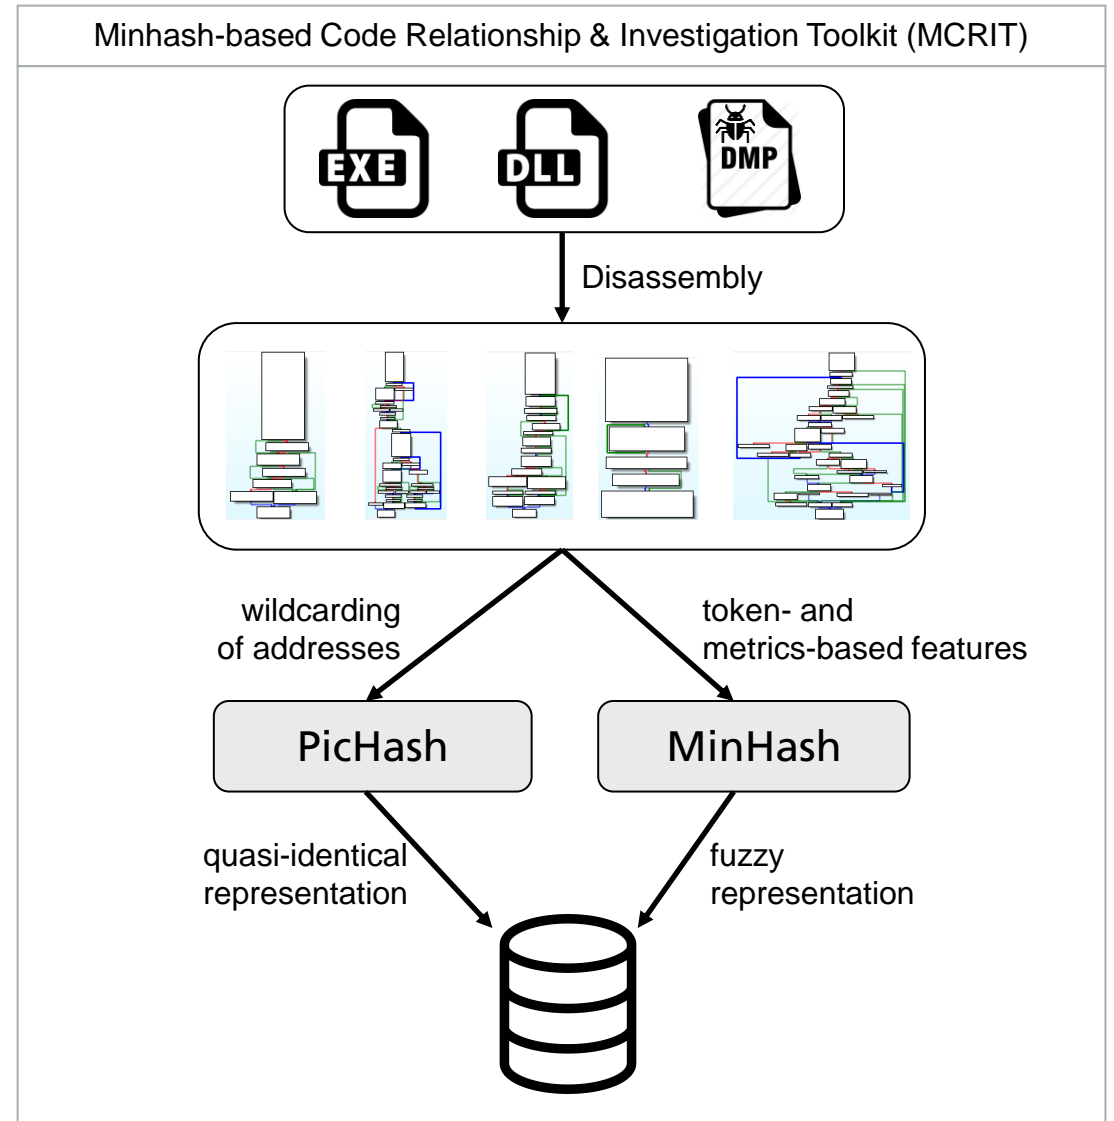 Minhash-based Code Relationship & Investigation Toolkit (MCRIT)
EXE
DLL
DMP
Disassembly
wildcarding
of addresses
token- and
metrics-based features
PicHash
MinHash
quasi-identical
representation
fuzzy
representation